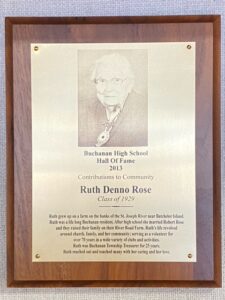 Buchanan High School
Hall Of Fame
2013
Contributions to Community
Ruth Denno Rose
Class of 1929
Ruth grew up on a farm on the banks of the St. Joseph River near Batchelor Island.
Ruth was a life long Buchanan resident. After high school she married Robert Rose
and they raised their family on their River Road Farm. Ruth's life revolved
around church, family, and her community; serving as a volunteer for
over 75 years in a wide variety of clubs and activities.
Ruth was Buchanan Township Treasurer for 25 years.
Ruth reached out and touched many with her caring and her love.